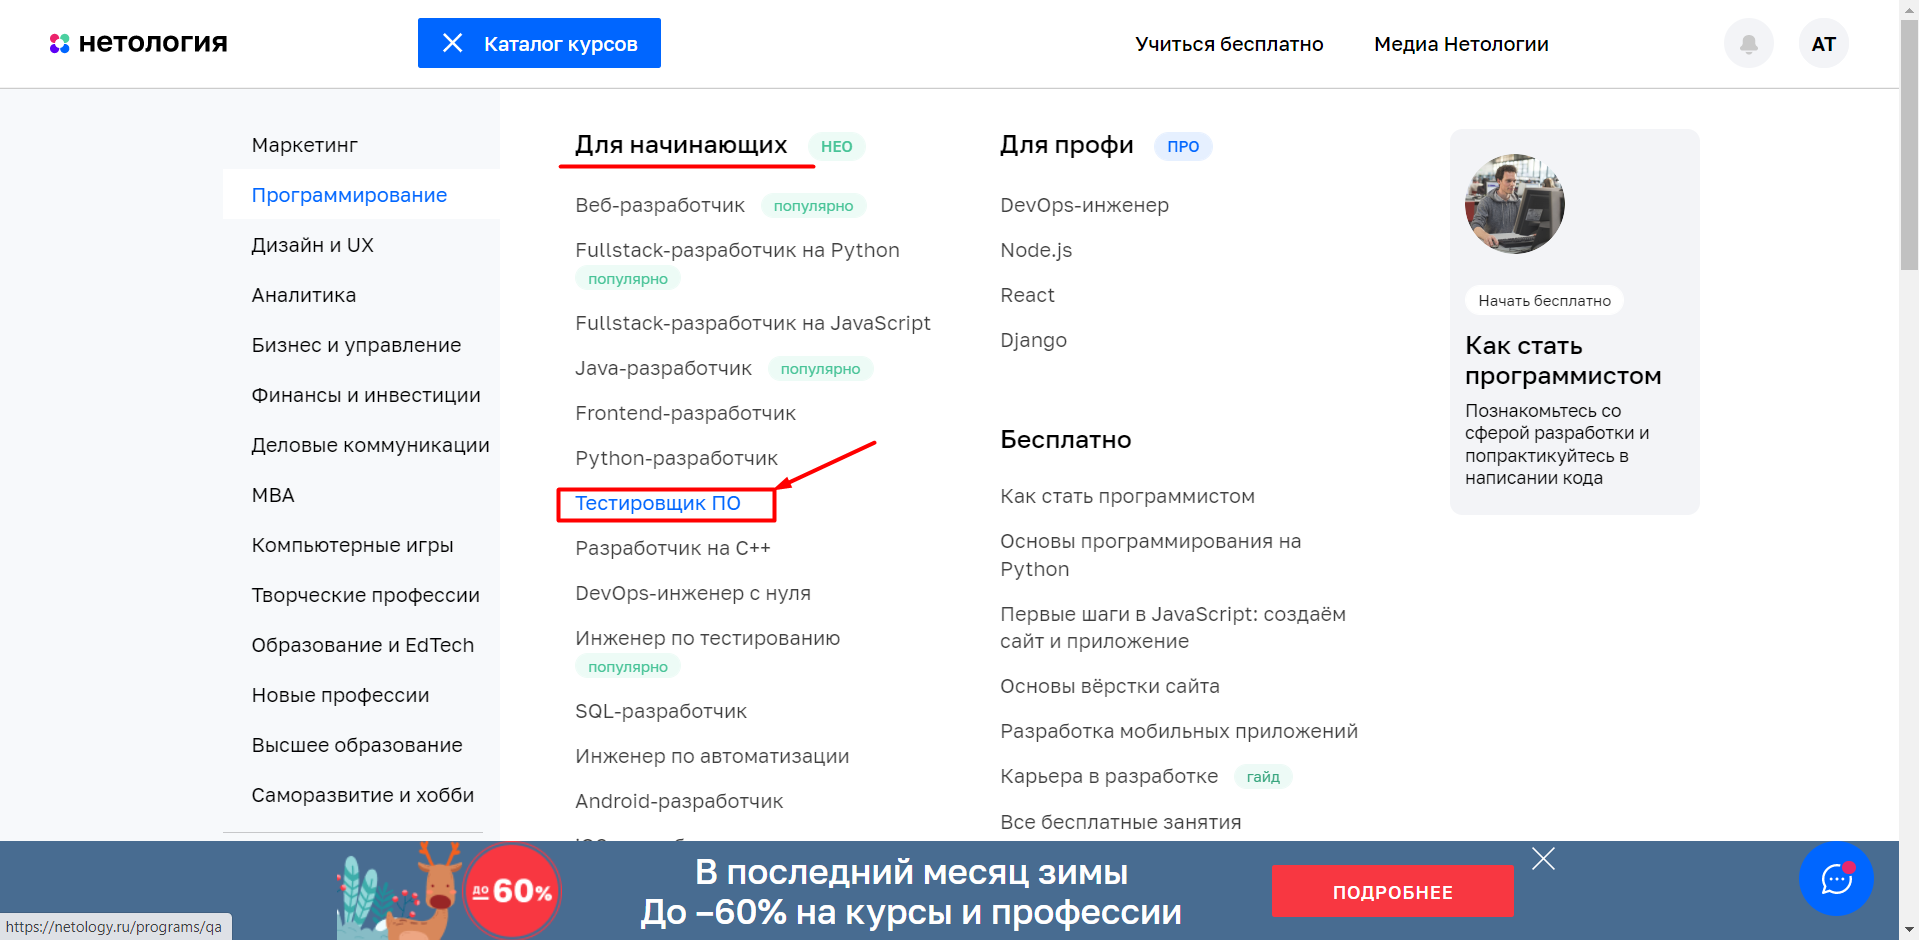 нетология
Каталог курсов
Учиться бесплатно
Медиа Нетологии
АТ
Маркетинг
Программирование
Дизайн и UX
Аналитика
Бизнес и управление
Финансы и инвестиции
Деловые коммуникации
MBA
Компьютерные игры
Творческие профессии
Образование и EdTech
Новые профессии
Высшее образование
Саморазвитие и хобби
Для начинающих НЕО
Веб-разработчик популярно
Fullstack-разработчик на Python
популярно
Fullstack-разработчик на JavaScript
Java-разработчик популярно
Frontend-разработчик
Python-разработчик
Тестировщик ПО
Разработчик на C++
DevOps-инженер с нуля
Инженер по тестированию
популярно
SQL-разработчик
Инженер по автоматизации
Android-разработчик
Для профи ПРО
DevOps-инженер
Node.js
React
Django
Бесплатно
Как стать программистом
Основы программирования на
Python
Первые шаги в JavaScript: создаём
сайт и приложение
Основы вёрстки сайта
Разработка мобильных приложений
Карьера в разработке гайд
Все бесплатные занятия
Начать бесплатно
Как стать
программистом
Познакомьтесь со
сферой разработки и
попрактикуйтесь в
написании кода
ДО 60%
В последний месяц зимы
До −60% на курсы и профессии
ПОДРОБНЕЕ
https://netology.ru/programs/qa